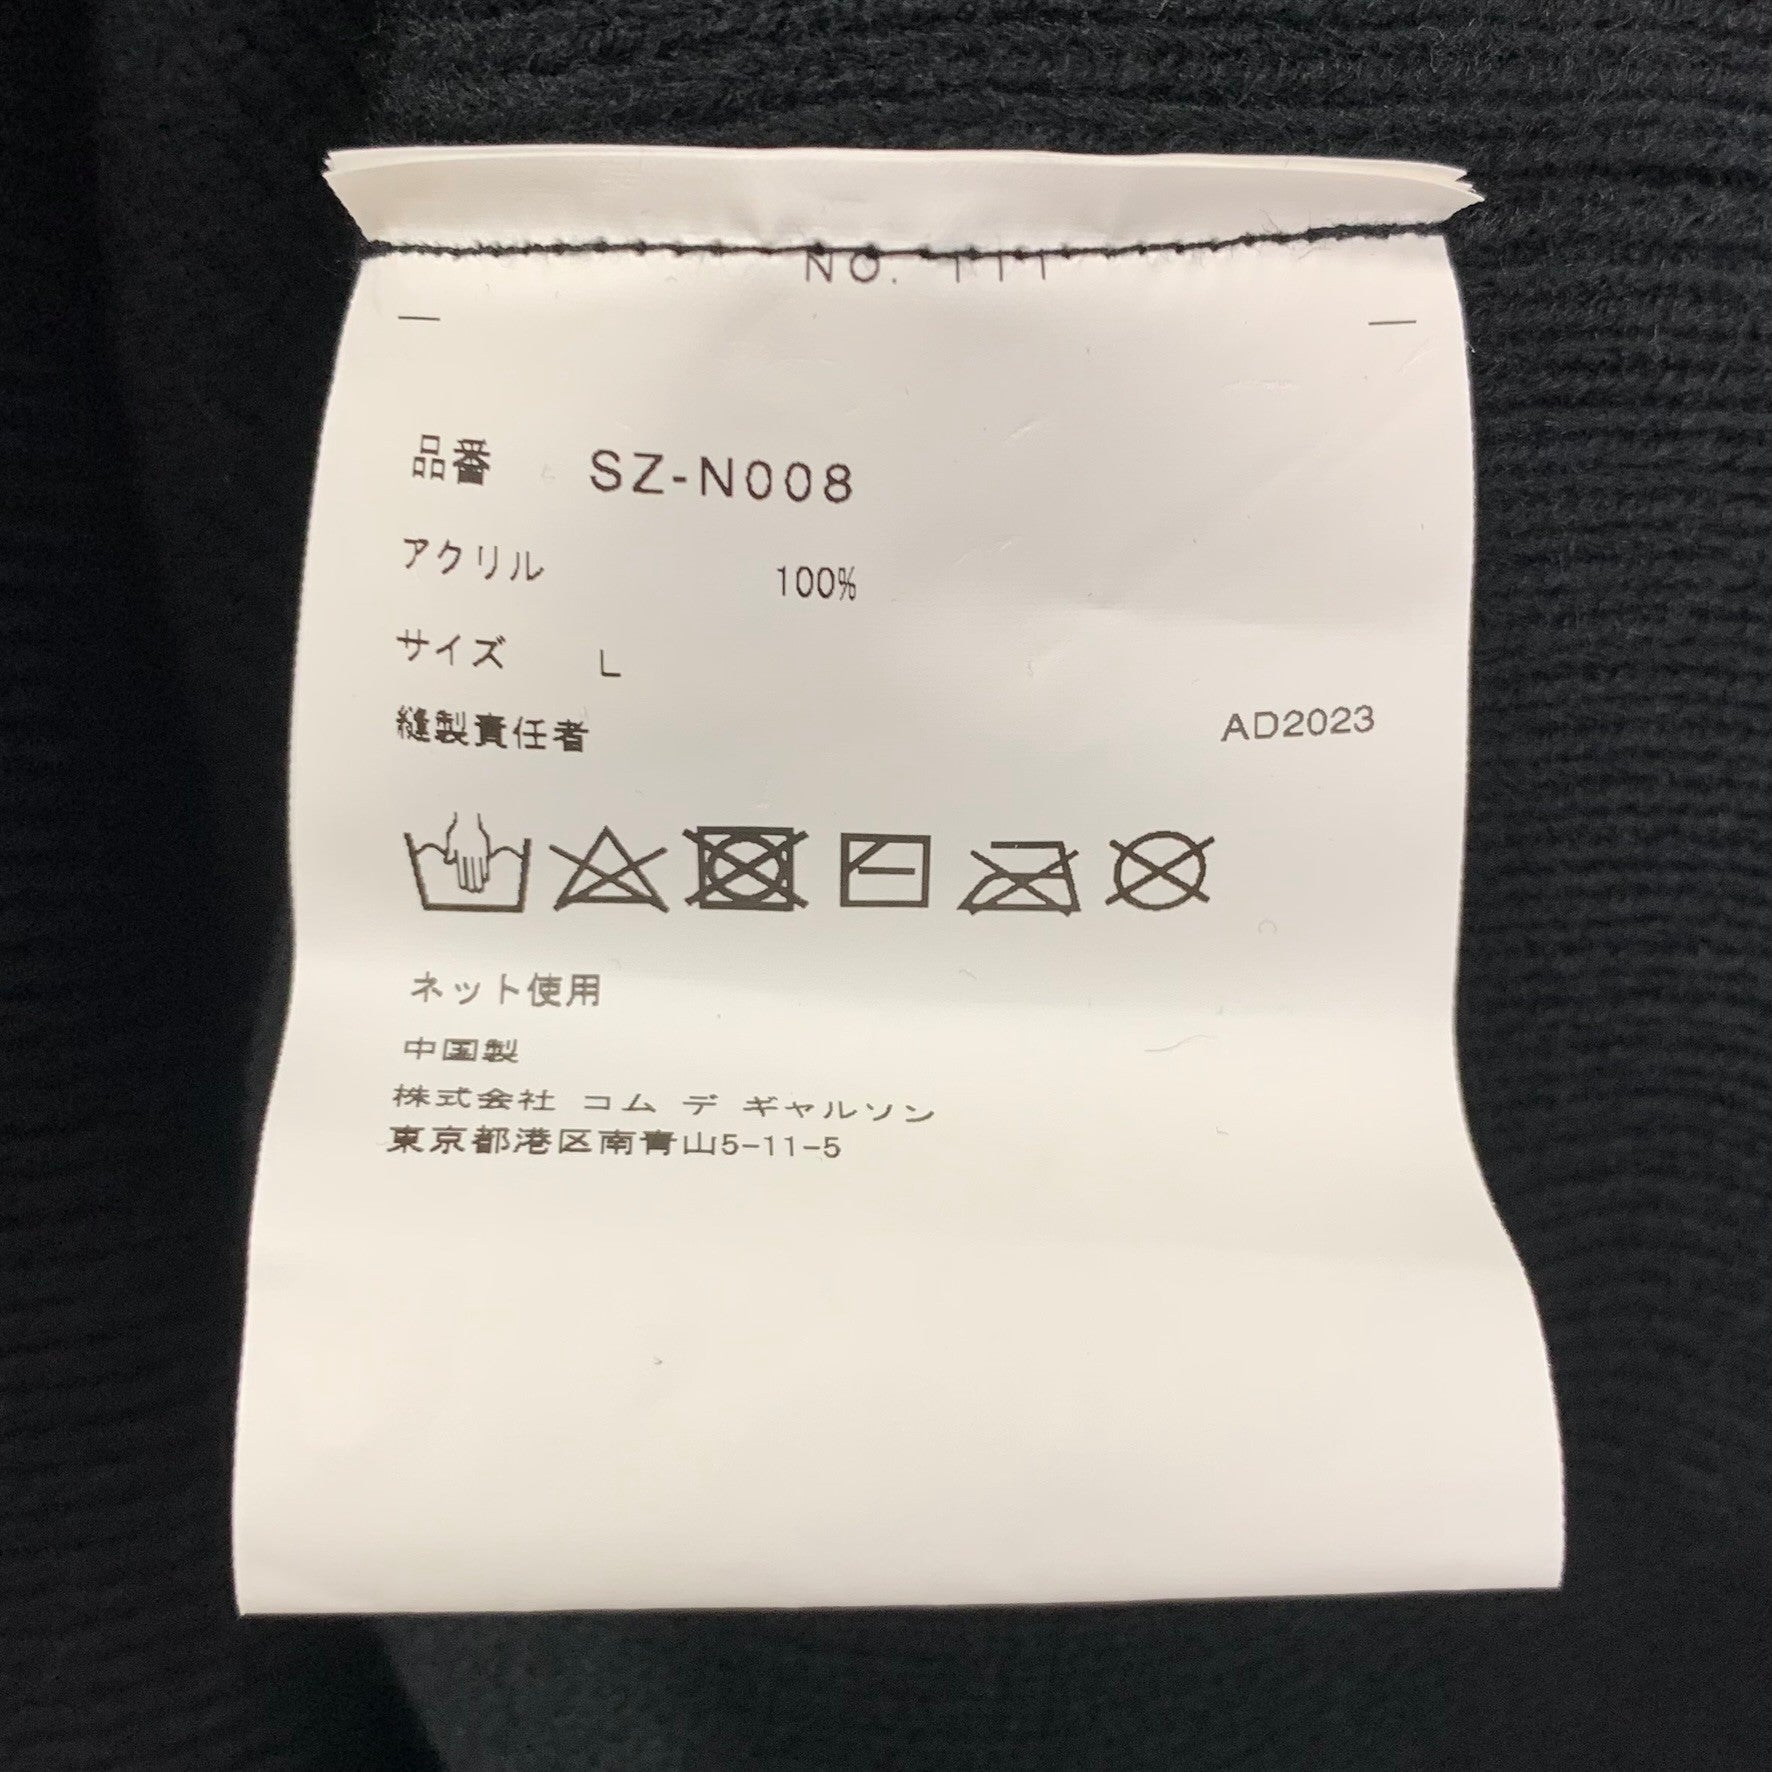 NO. 111
品番 SZ-N008
アクリル 100%
サイズ L
縫製責任者 AD2023
ネット使用
中国製
株式会社 コム デ ギャルソン
東京都港区南青山5-11-5